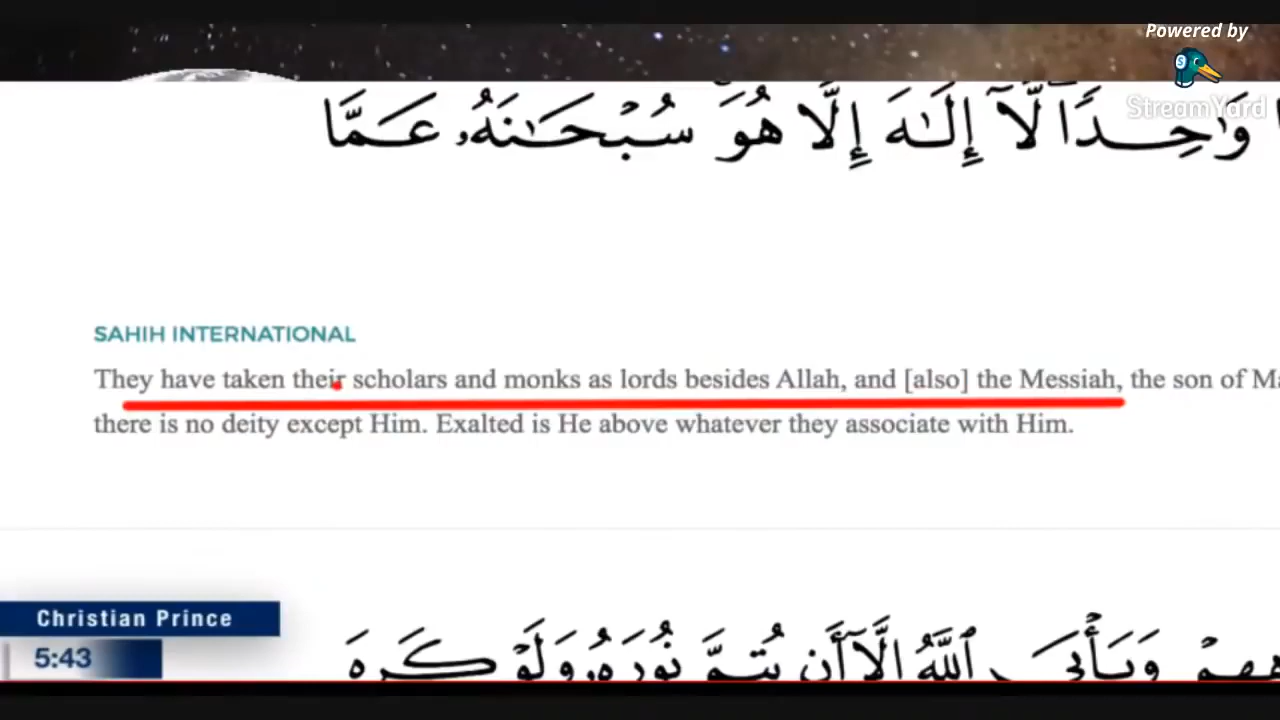 Powered by
StreamYard
وَٰحِدًا لَّآ إِلَـٰهَ إِلَّا هُوَ سُبْحَـٰنَهُۥ عَمَّا
SAHIH INTERNATIONAL
They have taken their scholars and monks as lords besides Allah, and [also] the Messiah, the son of Ma
there is no deity except Him. Exalted is He above whatever they associate with Him.
Christian Prince
5:43
وَيَأْبَى ٱللَّهُ إِلَّآ أَن يُتِمَّ نُورَهُۥ وَلَوْ كَرِهَ